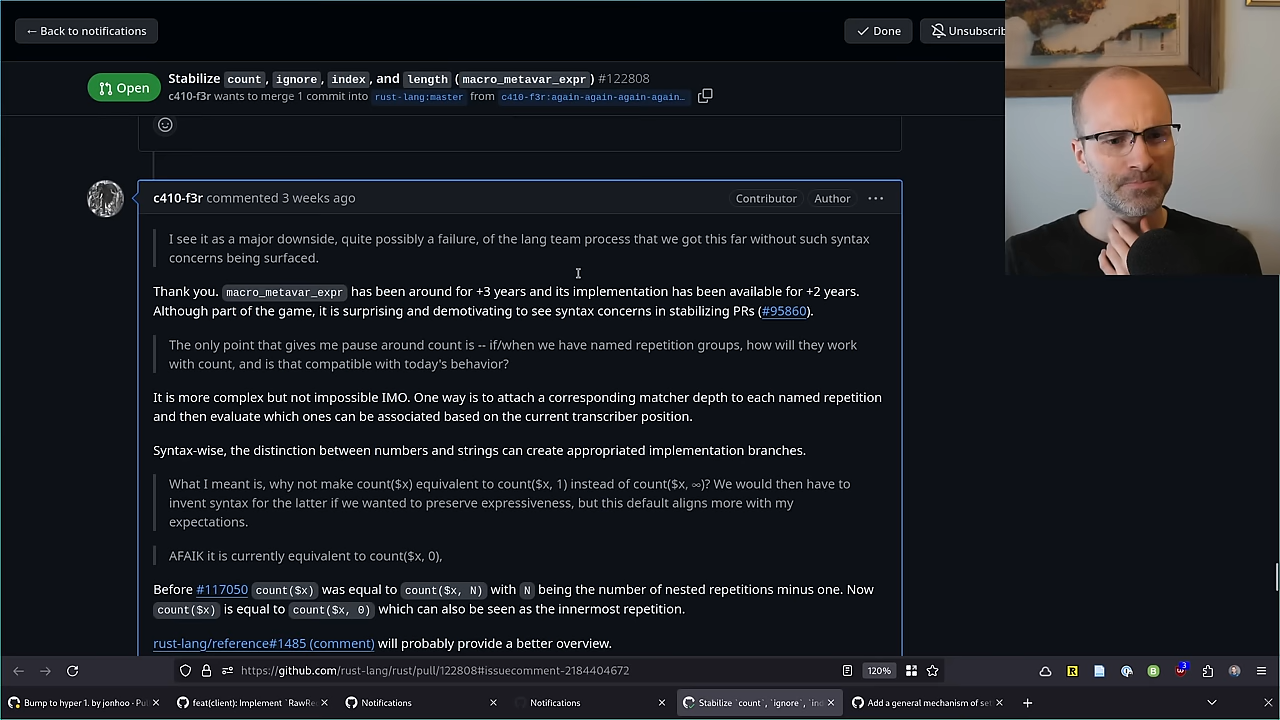 ← Back to notifications
Done
Unsubscrib
Open
Stabilize count, ignore, index, and length (macro_metavar_expr) #122808
c410-f3r wants to merge 1 commit into rust-lang:master from c410-f3r:again-again-again-again…
c410-f3r commented 3 weeks ago
Contributor
Author
I see it as a major downside, quite possibly a failure, of the lang team process that we got this far without such syntax
concerns being surfaced.
Thank you. macro_metavar_expr has been around for +3 years and its implementation has been available for +2 years.
Although part of the game, it is surprising and demotivating to see syntax concerns in stabilizing PRs (#95860).
The only point that gives me pause around count is -- if/when we have named repetition groups, how will they work
with count, and is that compatible with today's behavior?
It is more complex but not impossible IMO. One way is to attach a corresponding matcher depth to each named repetition
and then evaluate which ones can be associated based on the current transcriber position.
Syntax-wise, the distinction between numbers and strings can create appropriated implementation branches.
What I meant is, why not make count($x) equivalent to count($x, 1) instead of count($x, ∞)? We would then have to
invent syntax for the latter if we wanted to preserve expressiveness, but this default aligns more with my
expectations.
AFAIK it is currently equivalent to count($x, 0),
Before #117050 count($x) was equal to count($x, N) with N being the number of nested repetitions minus one. Now
count($x) is equal to count($x, 0) which can also be seen as the innermost repetition.
rust-lang/reference#1485 (comment) will probably provide a better overview.
https://github.com/rust-lang/rust/pull/122808#issuecomment-2184404672
120%
3
Bump to hyper 1. by jonhoo · Pu
feat(client): Implement `RawRe
Notifications
Notifications
Stabilize `count`, `ignore`, `ind
Add a general mechanism of se